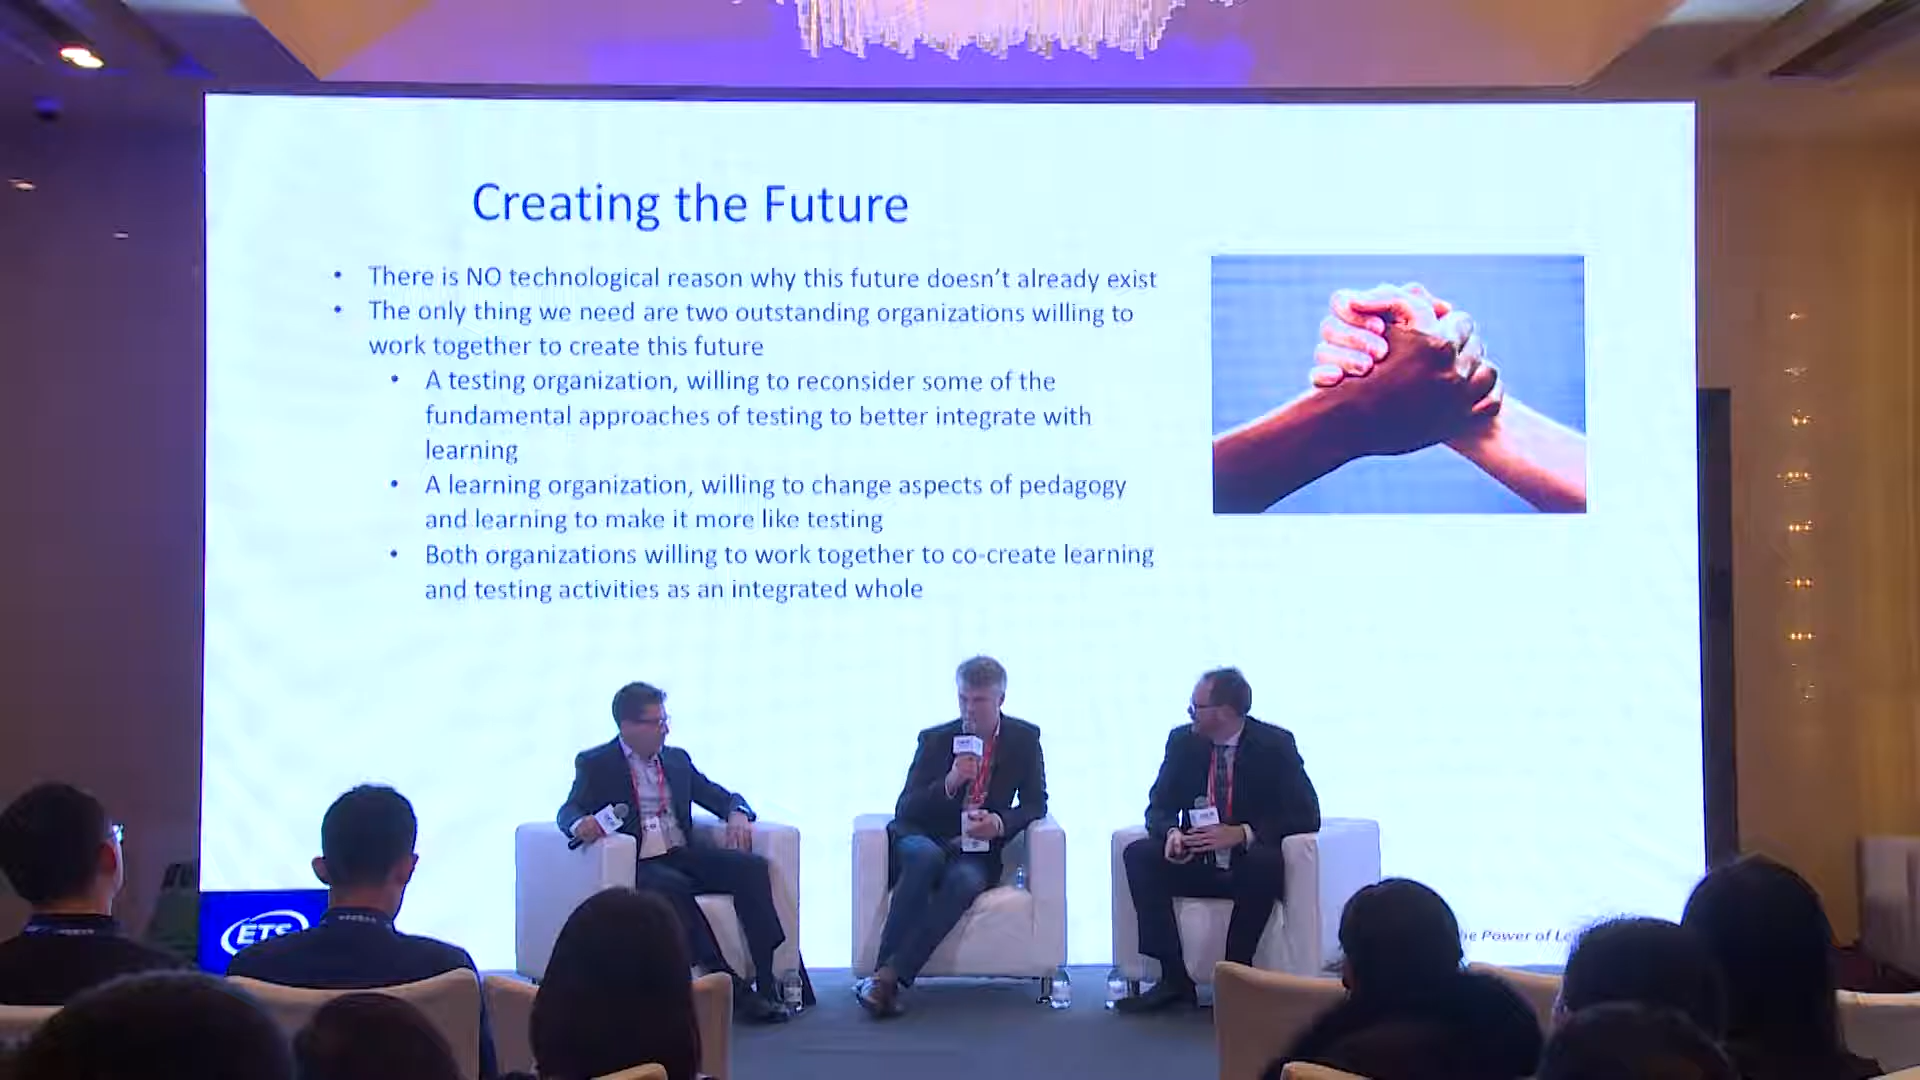 Creating the Future
• There is NO technological reason why this future doesn't already exist
• The only thing we need are two outstanding organizations willing to
work together to create this future
• A testing organization, willing to reconsider some of the
fundamental approaches of testing to better integrate with
learning
• A learning organization, willing to change aspects of pedagogy
and learning to make it more like testing
• Both organizations willing to work together to co-create learning
and testing activities as an integrated whole
ETS
Power of